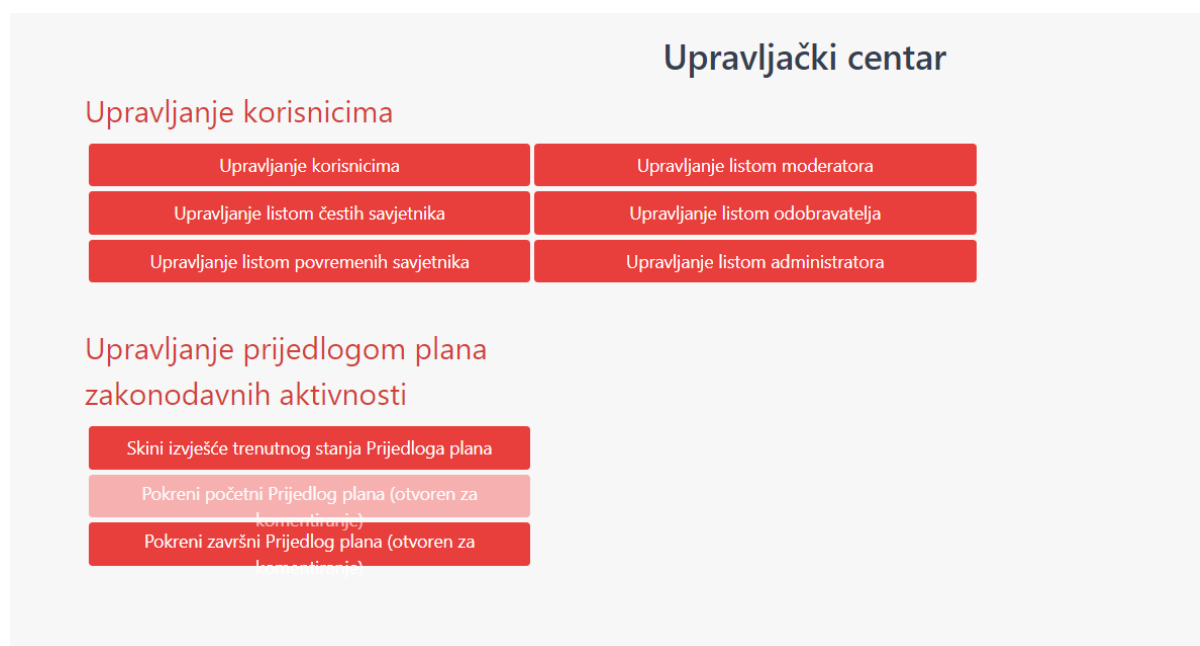 Upravljački centar
Upravljanje korisnicima
Upravljanje korisnicima
Upravljanje listom moderatora
Upravljanje listom čestih savjetnika
Upravljanje listom odobravatelja
Upravljanje listom povremenih savjetnika
Upravljanje listom administratora
Upravljanje prijedlogom plana
zakonodavnih aktivnosti
Skini izvješće trenutnog stanja Prijedloga plana
Pokreni početni Prijedlog plana (otvoren za
komentiranje)
Pokreni završni Prijedlog plana (otvoren za
komentiranje)